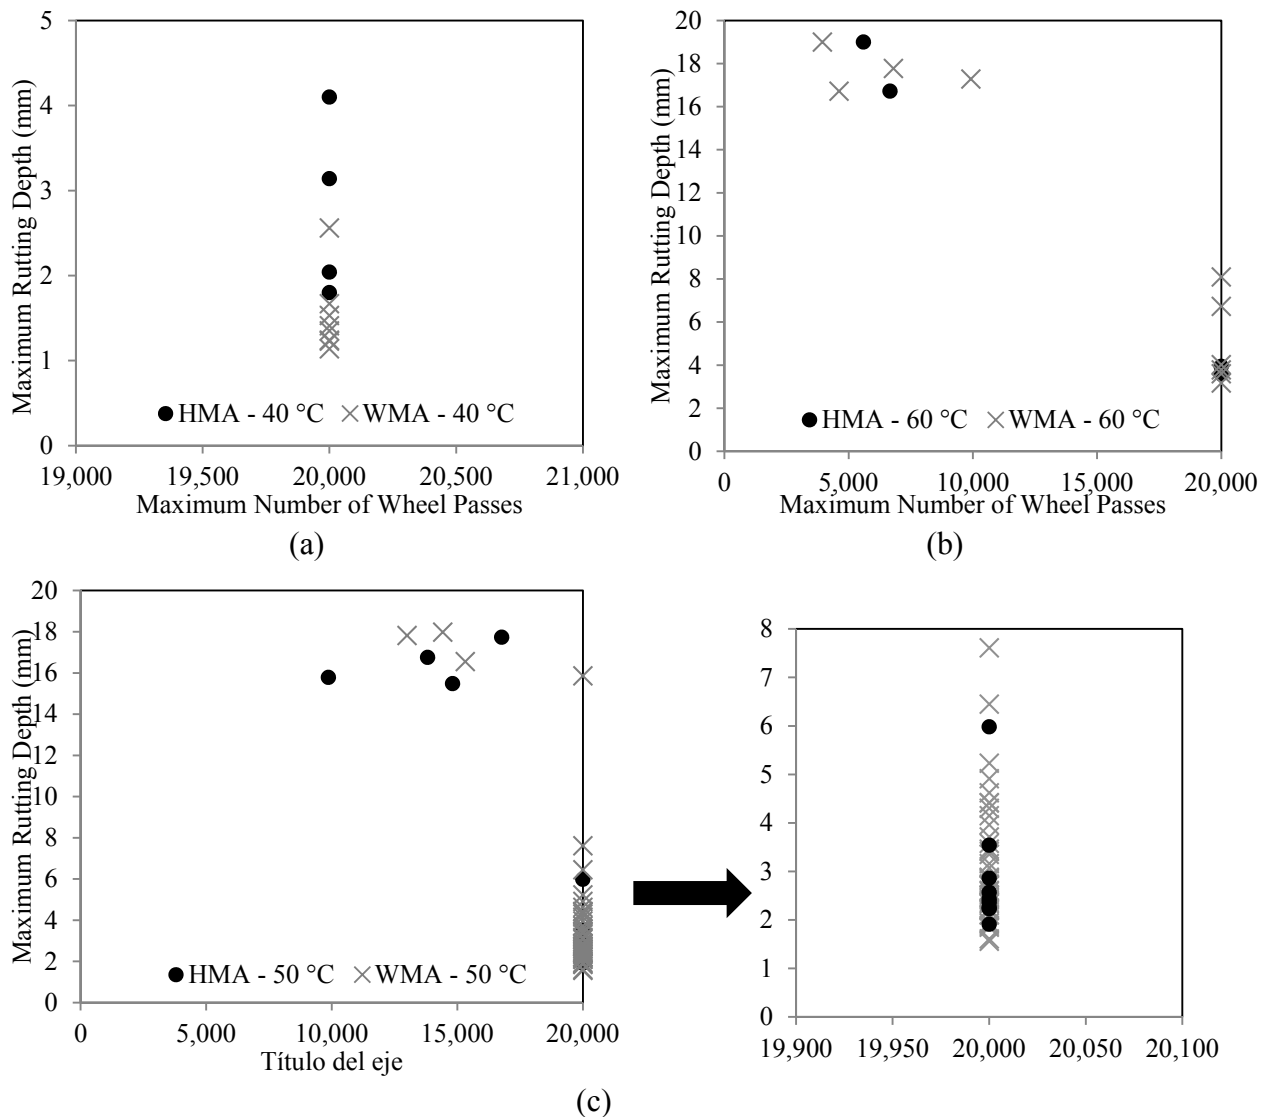 Maximum Rutting Depth (mm)
5
4
3
2
1
0
HMA - 40 °C
WMA - 40 °C
19,000 19,500 20,000 20,500 21,000
Maximum Number of Wheel Passes
(a)
Maximum Rutting Depth (mm)
20
18
16
14
12
10
8
6
4
2
0
HMA - 60 °C
WMA - 60 °C
0 5,000 10,000 15,000 20,000
Maximum Number of Wheel Passes
(b)
Maximum Rutting Depth (mm)
20
18
16
14
12
10
8
6
4
2
0
HMA - 50 °C
WMA - 50 °C
0 5,000 10,000 15,000 20,000
Título del eje
8
7
6
5
4
3
2
1
0
19,900 19,950 20,000 20,050 20,100
(c)